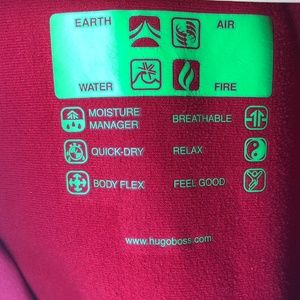 EARTH AIR
WATER FIRE
MOISTURE
MANAGER
BREATHABLE
QUICK-DRY RELAX
BODY FLEX FEEL GOOD
www.hugoboss.com